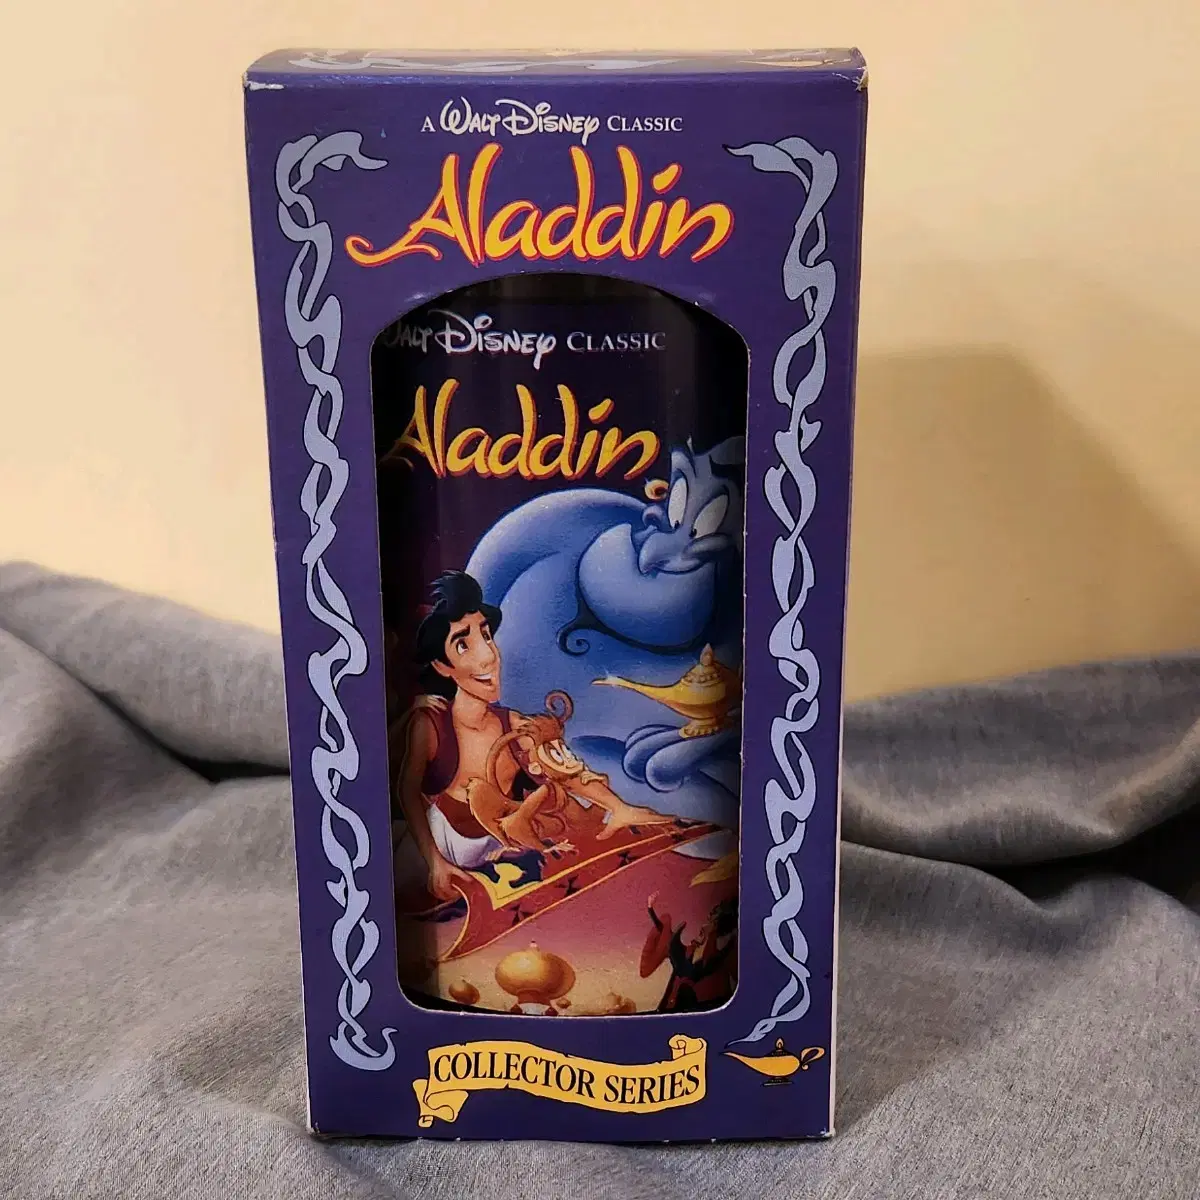 A WALT DISNEY CLASSIC
Aladdin
WALT DISNEY CLASSIC
Aladdin
COLLECTOR SERIES